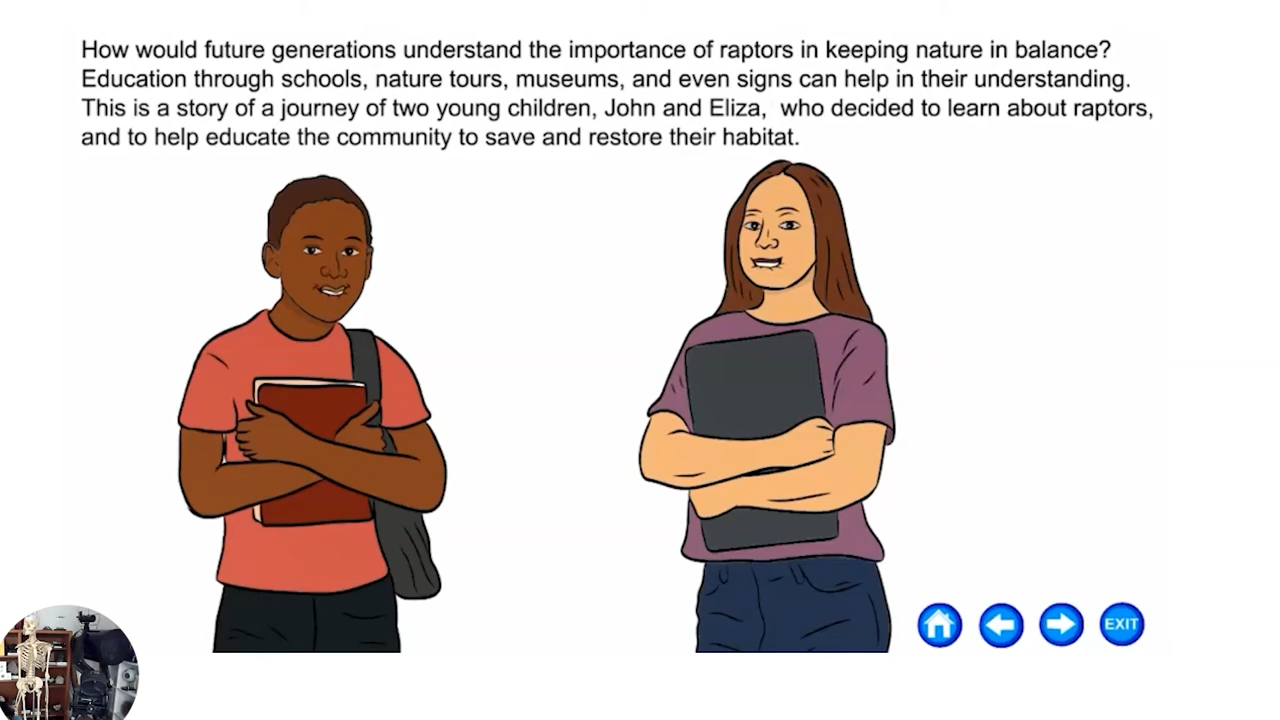 How would future generations understand the importance of raptors in keeping nature in balance?
Education through schools, nature tours, museums, and even signs can help in their understanding.
This is a story of a journey of two young children, John and Eliza,  who decided to learn about raptors,
and to help educate the community to save and restore their habitat.
EXIT